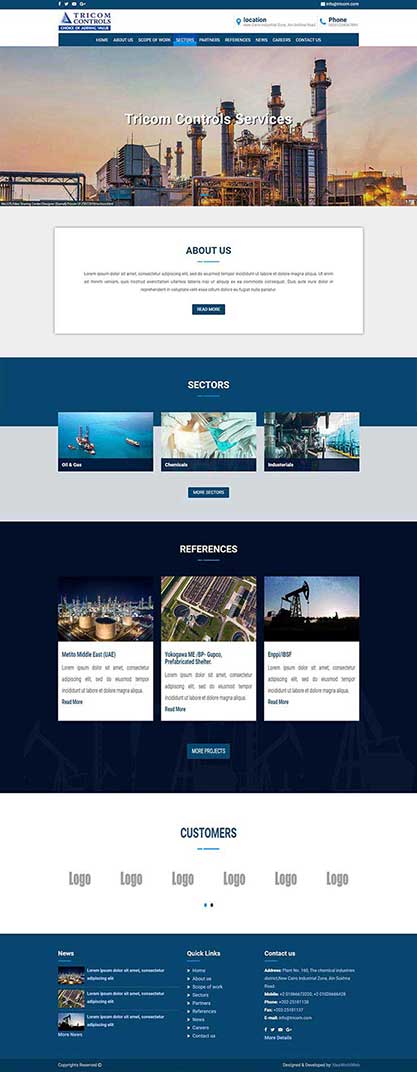 info@tricom.com
TRICOM
CONTROLS
CHOICE OF ADDING VALUE
location
New Cairo Industrial Zone, Ain Sukhna Road
Phone
HOME ABOUT US SCOPE OF WORK SECTORS PARTNERS REFERENCES NEWS CAREERS CONTACT US
Tricom Controls Services
ABOUT US
Lorem ipsum dolor sit amet, consectetur adipiscing elit, sed do eiusmod tempor incididunt ut labore et dolore magna aliqua. Ut enim ad
minim veniam, quis nostrud exercitation ullamco laboris nisi ut aliquip ex ea commodo consequat. Duis aute irure dolor in
reprehenderit in voluptate velit esse cillum dolore eu fugiat nulla pariatur
READ MORE
SECTORS
Oil & Gas
Chemicals
Industerials
MORE SECTORS
REFERENCES
Metito Middle East (UAE)
Lorem ipsum dolor sit amet, consectetur
adipiscing elit, sed do eiusmod tempor
incididunt ut labore et dolore magna aliqua.
Read More
Yokogawa ME /BP- Gupco,
Prefabricated Shelter.
Lorem ipsum dolor sit amet, consectetur
adipiscing elit, sed do eiusmod tempor
incididunt ut labore et dolore magna aliqua.
Read More
Enppi/IBSF
Lorem ipsum dolor sit amet, consectetur
adipiscing elit, sed do eiusmod tempor
incididunt ut labore et dolore magna aliqua.
Read More
MORE PROJECTS
CUSTOMERS
Logo Logo Logo Logo Logo Logo
News
Lorem ipsum dolor sit amet, consectetur
adipiscing elit
Lorem ipsum dolor sit amet, consectetur
adipiscing elit
Lorem ipsum dolor sit amet, consectetur
adipiscing elit
More News
Quick Links
Home
About us
Scope of work
Sectors
Partners
References
News
Careers
Contact us
Contact us
Address: Plant No. 160, The chemical industries
district,New Cairo Industrial Zone, Ain Sukhna
Road.
Mobile: +2 01066673220, +2 01026666428
Phone: +202-25181138
Fax: +202-25181137
E-mail: info@tricom.com
More Details
Copyrights Reserved ©
Designed & Developed by: